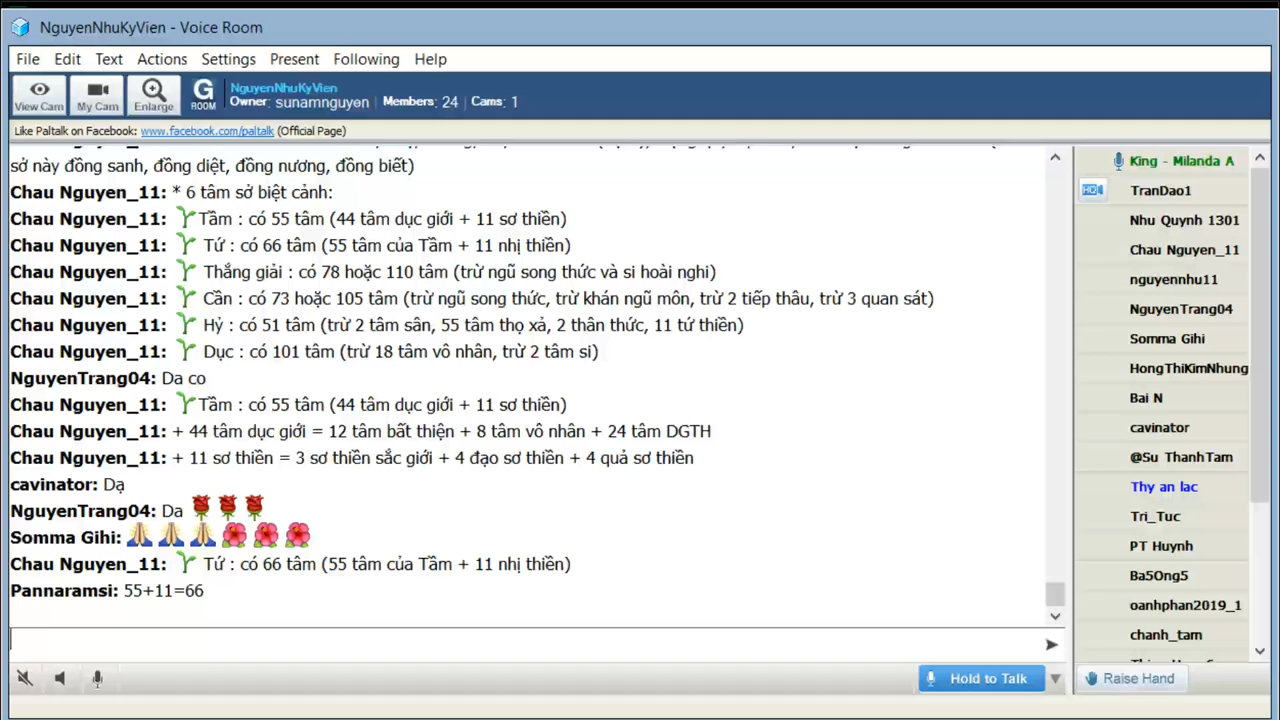 NguyenNhuKyVien - Voice Room
File Edit Text Actions Settings Present Following Help
View Cam My Cam Enlarge G ROOM
NguyenNhuKyVien
Owner: sunamnguyen Members: 24 Cams: 1
Like Paltalk on Facebook: www.facebook.com/paltalk (Official Page)
sở này đồng sanh, đồng diệt, đồng nương, đồng biết)
Chau Nguyen_11: * 6 tâm sở biệt cảnh:
Chau Nguyen_11: Tầm : có 55 tâm (44 tâm dục giới + 11 sơ thiền)
Chau Nguyen_11: Tứ : có 66 tâm (55 tâm của Tầm + 11 nhị thiền)
Chau Nguyen_11: Thắng giải : có 78 hoặc 110 tâm (trừ ngũ song thức và si hoài nghi)
Chau Nguyen_11: Cần : có 73 hoặc 105 tâm (trừ ngũ song thức, trừ khán ngũ môn, trừ 2 tiếp thâu, trừ 3 quan sát)
Chau Nguyen_11: Hỷ : có 51 tâm (trừ 2 tâm sân, 55 tâm thọ xả, 2 thân thức, 11 tứ thiền)
Chau Nguyen_11: Dục : có 101 tâm (trừ 18 tâm vô nhân, trừ 2 tâm si)
NguyenTrang04: Da co
Chau Nguyen_11: Tầm : có 55 tâm (44 tâm dục giới + 11 sơ thiền)
Chau Nguyen_11: + 44 tâm dục giới = 12 tâm bất thiện + 8 tâm vô nhân + 24 tâm DGTH
Chau Nguyen_11: + 11 sơ thiền = 3 sơ thiền sắc giới + 4 đạo sơ thiền + 4 quả sơ thiền
cavinator: Dạ
NguyenTrang04: Da
Somma Gihi:
Chau Nguyen_11: Tứ : có 66 tâm (55 tâm của Tầm + 11 nhị thiền)
Pannaramsi: 55+11=66
Hold to Talk
King - Milanda A
TranDao1
Nhu Quynh 1301
Chau Nguyen_11
nguyennhu11
NguyenTrang04
Somma Gihi
HongThiKimNhung
Bai N
cavinator
@Su ThanhTam
Thy an lac
Tri_Tuc
PT Huynh
Ba5Ong5
oanhphan2019_1
chanh_tam
Raise Hand